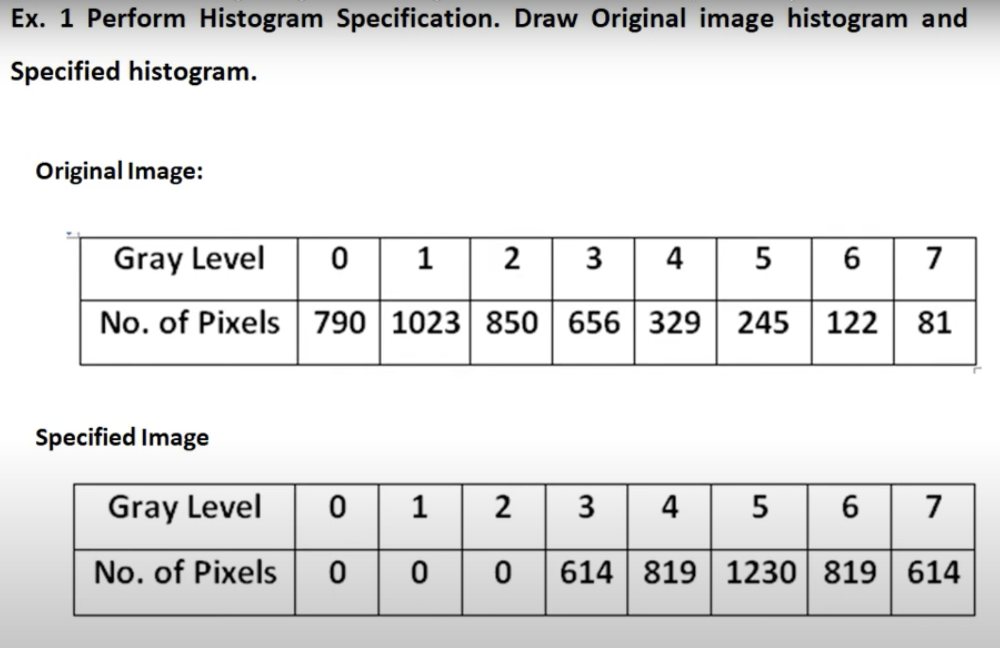 Ex. 1 Perform Histogram Specification. Draw Original image histogram and
Specified histogram.
Original Image:
Gray Level 0 1 2 3 4 5 6 7
No. of Pixels 790 1023 850 656 329 245 122 81
Specified Image
Gray Level 0 1 2 3 4 5 6 7
No. of Pixels 0 0 0 614 819 1230 819 614